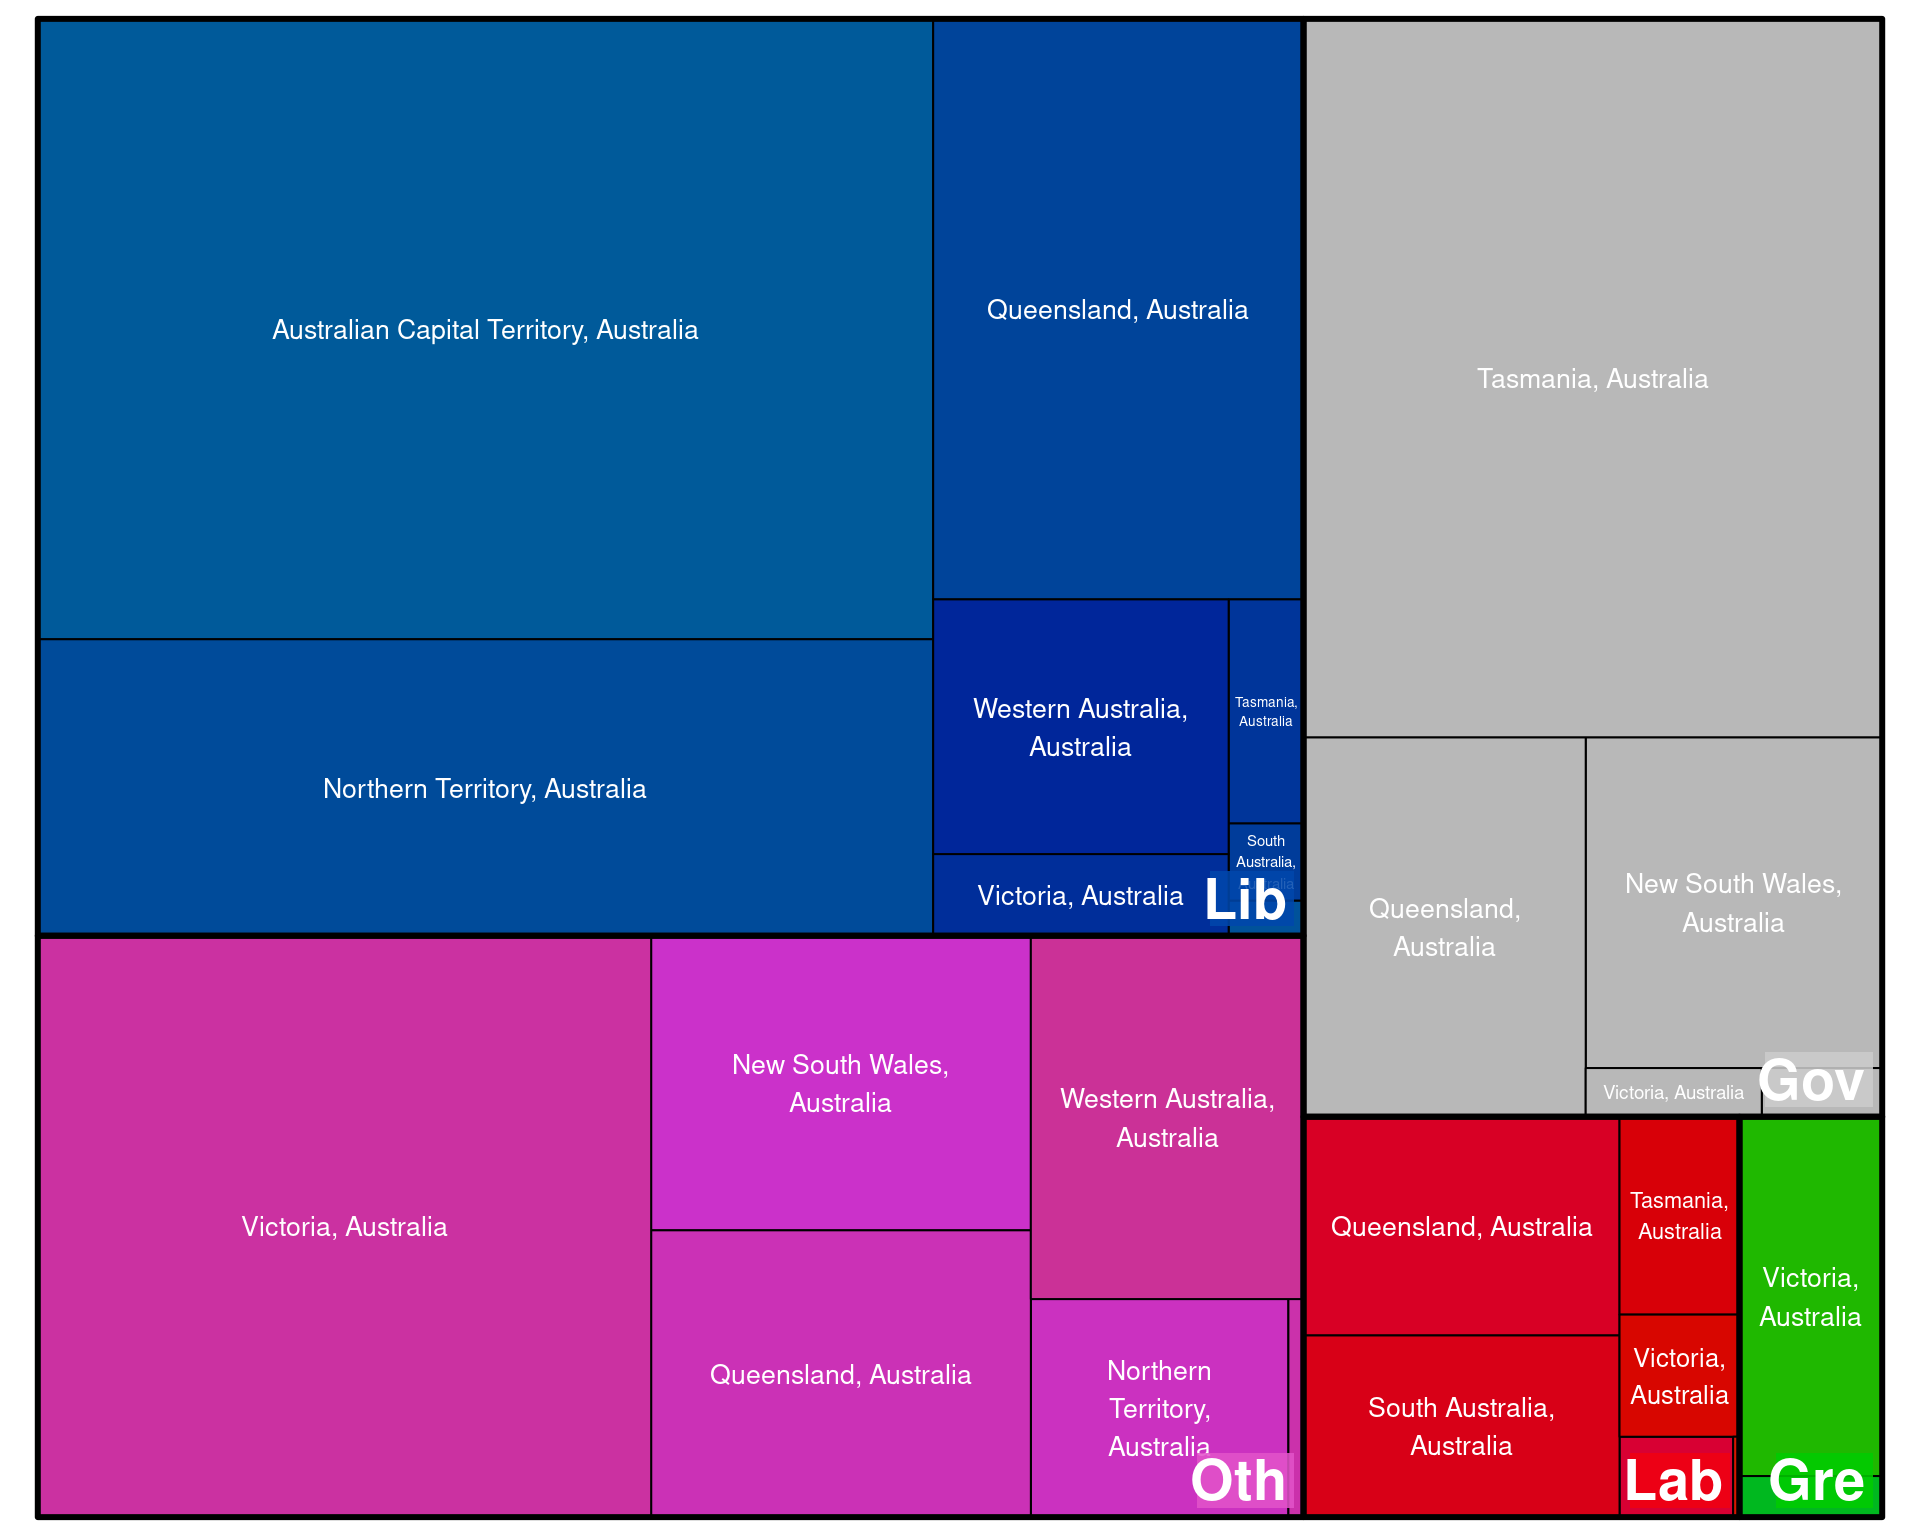 Australian Capital Territory, Australia
Northern Territory, Australia
Queensland, Australia
Western Australia,
Australia
Tasmania,
Australia
South
Australia,
Australia
Victoria, Australia
Lib
Tasmania, Australia
Queensland,
Australia
New South Wales,
Australia
Victoria, Australia
Gov
Victoria, Australia
New South Wales,
Australia
Queensland, Australia
Western Australia,
Australia
Northern
Territory,
Australia
Oth
Queensland, Australia
South Australia,
Australia
Tasmania,
Australia
Victoria,
Australia
Lab
Victoria,
Australia
Gre